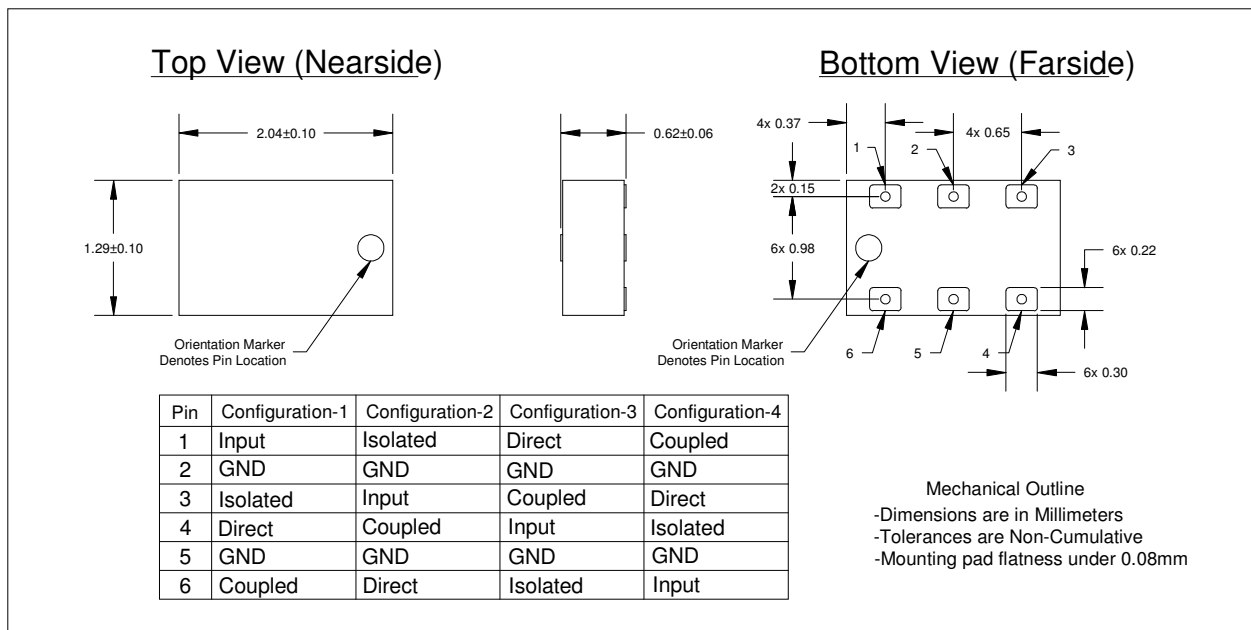 Top View (Nearside)
Bottom View (Farside)
2.04±0.10
0.62±0.06
4x 0.37
4x 0.65
1
2
3
2x 0.15
1.29±0.10
6x 0.98
6x 0.22
Orientation Marker
Denotes Pin Location
Orientation Marker
Denotes Pin Location
6
5
4
6x 0.30
Pin Configuration-1 Configuration-2 Configuration-3 Configuration-4
1 Input Isolated Direct Coupled
2 GND GND GND GND
3 Isolated Input Coupled Direct
4 Direct Coupled Input Isolated
5 GND GND GND GND
6 Coupled Direct Isolated Input
Mechanical Outline
-Dimensions are in Millimeters
-Tolerances are Non-Cumulative
-Mounting pad flatness under 0.08mm